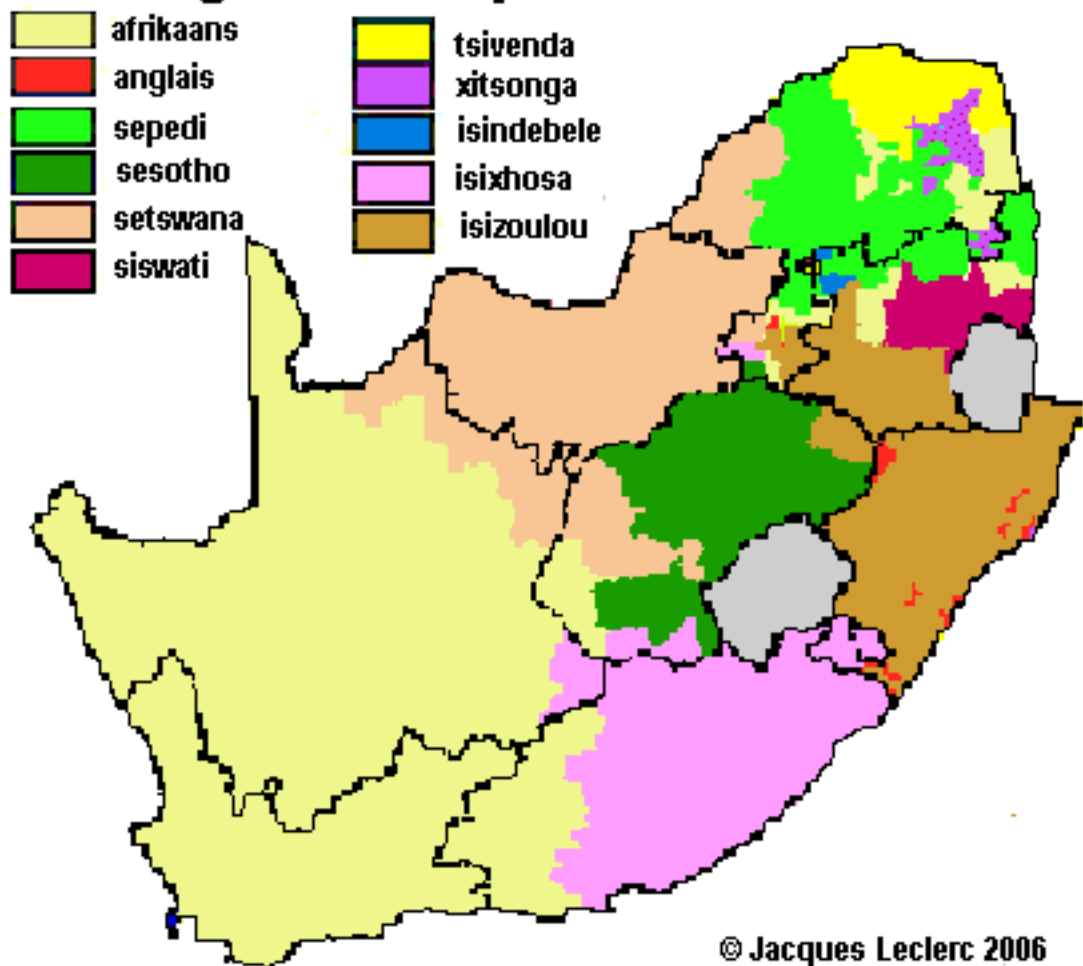 afrikaans
anglais
sepedi
sesotho
setswana
siswati
tsivenda
xitsonga
isindebele
isixhosa
isizoulou
© Jacques Leclerc 2006